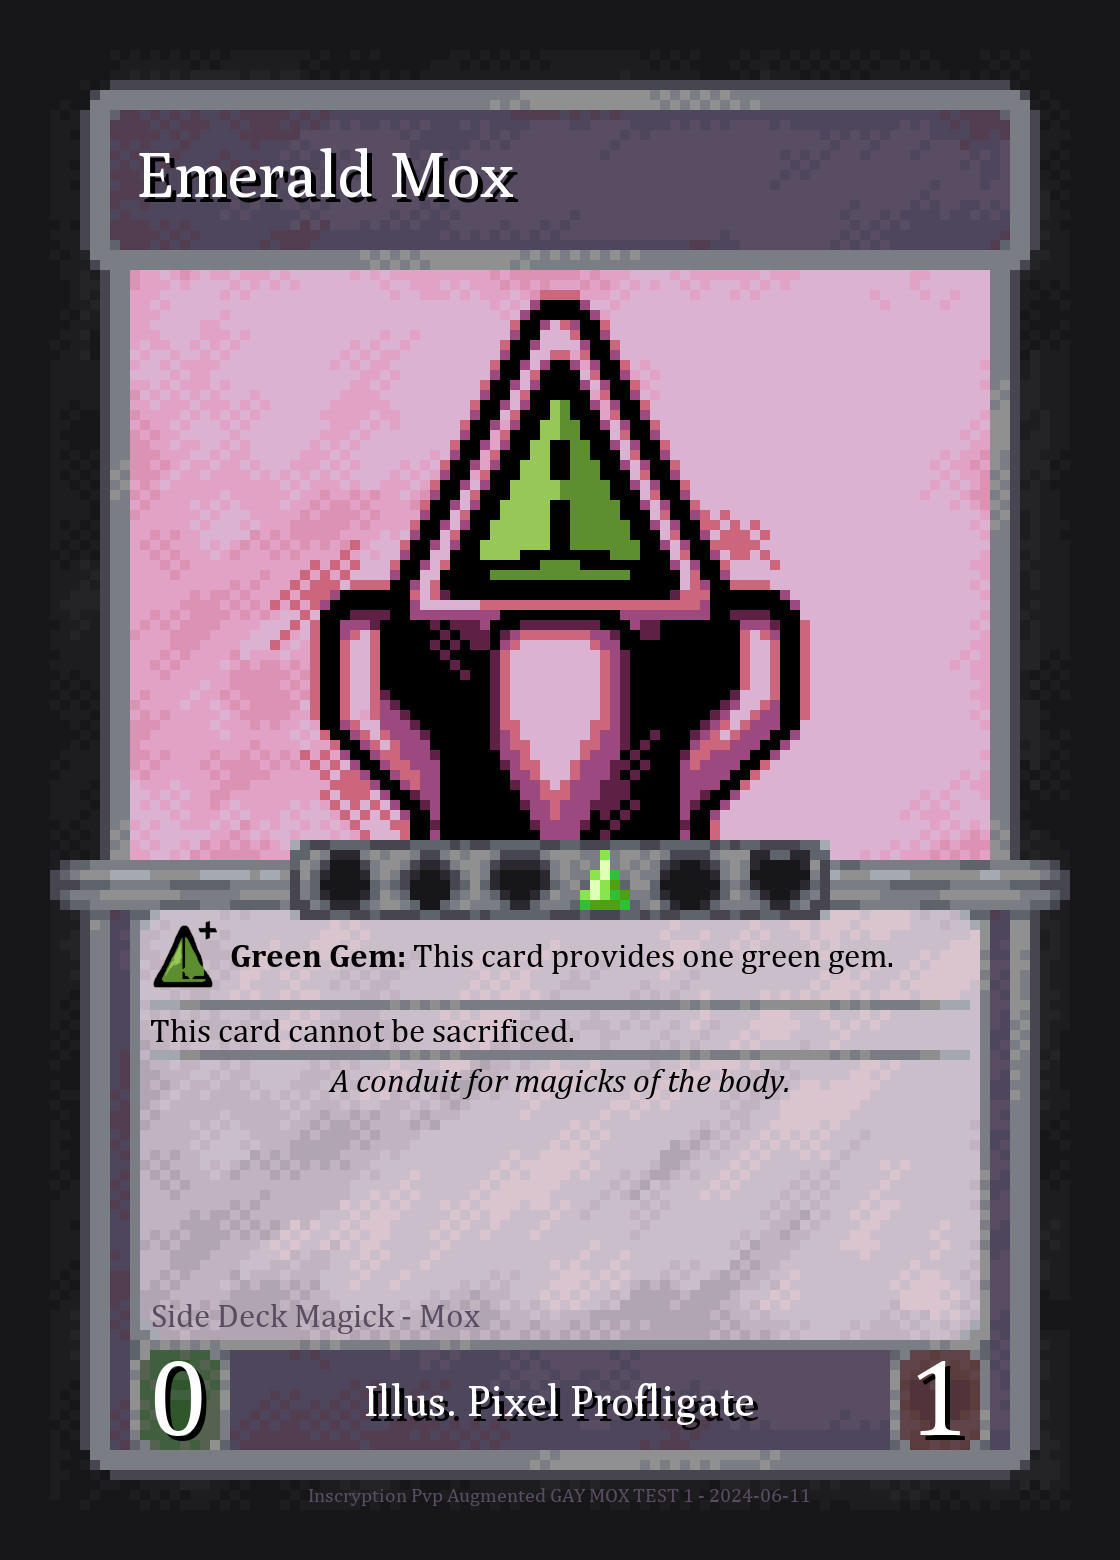 Emerald Mox
Green Gem: This card provides one green gem.
This card cannot be sacrificed.
A conduit for magicks of the body.
Side Deck Magick - Mox
0
Illus. Pixel Profligate
1
Inscryption Pvp Augmented GAY MOX TEST 1 - 2024-06-11